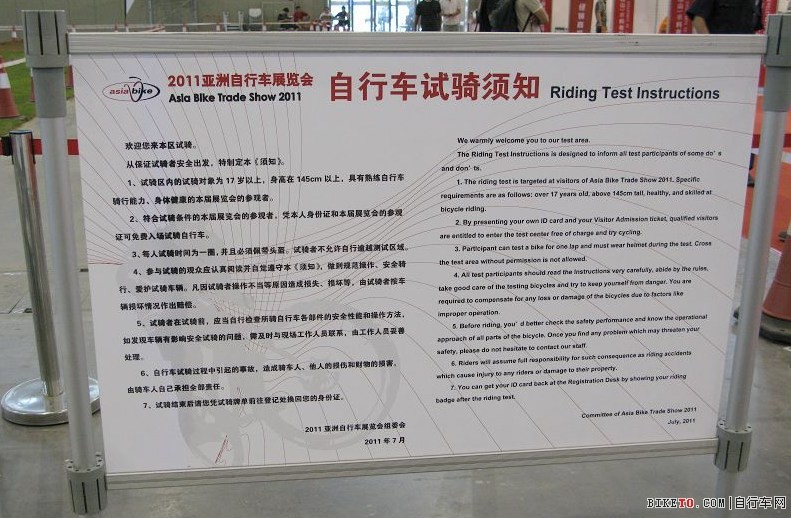 asia bike
2011亚洲自行车展览会
Asia Bike Trade Show 2011
自行车试骑须知 Riding Test Instructions
欢迎您来本区试骑。
从保证试骑者安全出发，特制定本《须知》。
1、试骑区内的试骑对象为 17 岁以上，身高在 145cm 以上，具有熟练自行车
骑行能力、身体健康的本届展览会的参观者。
2、符合试骑条件的本届展览会的参观者，凭本人身份证和本届展览会的参观
证可免费入场试骑自行车。
3、每人试骑时间为一圈，并且必须佩带头盔。试骑者不允许自行逾越测试区域。
4、参与试骑的观众应认真阅读并自觉遵守本《须知》，做到规范操作、安全骑
行、爱护试骑车辆。凡因试骑者操作不当等原因造成损失、损坏等，由试骑者按车
辆损坏情况作出赔偿。
5、试骑者在试骑前，应当自行检查所骑自行车各部件的安全性能和操作方法，
如发现车辆有影响安全试骑的问题，需及时与现场工作人员联系，由工作人员妥善
处理。
6、自行车试骑过程中引起的事故，造成骑车人、他人的损伤和财物的损害，
由骑车人自己承担全部责任。
7、试骑结束后请您凭试骑牌单前往登记处换回您的身份证。
2011 亚洲自行车展览会组委会
2011 年 7 月
We warmly welcome you to our test area.
The Riding Test Instructions is designed to inform all test participants of some do's
and don'ts.
1. The riding test is targeted at visitors of Asia Bike Trade Show 2011. Specific
requirements are as follows: over 17 years old, above 145cm tall, healthy, and skilled at
bicycle riding.
2. By presenting your own ID card and your Visitor Admission ticket, qualified visitors
are entitled to enter the test center free of charge and try cycling.
3. Participant can test a bike for one lap and must wear helmet during the test. Cross
the test area without permission is not allowed.
4. All test participants should read the Instructions very carefully, abide by the rules,
take good care of the testing bicycles and try to keep yourself from danger. You are
required to compensate for any loss or damage of the bicycles due to factors like
improper operation.
5. Before riding, you'd better check the safety performance and know the operational
approach of all parts of the bicycle. Once you find any problem which may threaten your
safety, please do not hesitate to contact our staff.
6. Riders will assume full responsibility for such consequence as riding accidents
which cause injury to any riders or damage to their property.
7. You can get your ID card back at the Registration Desk by showing your riding
badge after the riding test.
Committee of Asia Bike Trade Show 2011
July, 2011
BIKETO.COM|自行车网